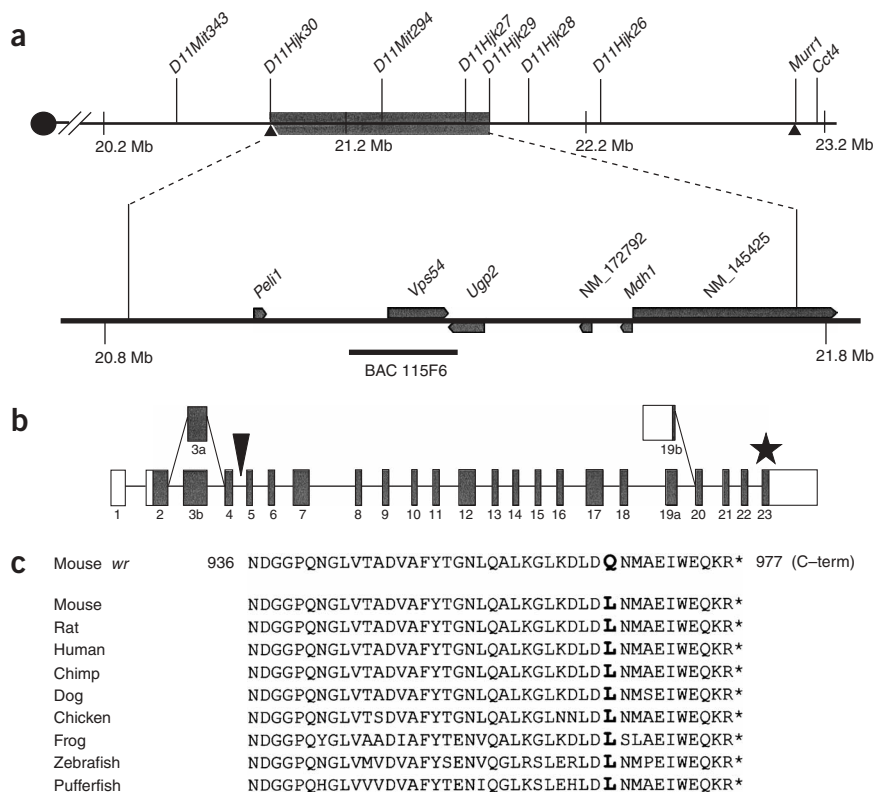 a
D11Mit343 D11Hjk30 D11Mit294 D11Hjk27 D11Hjk29 D11Hjk28 D11Hjk26 Murr1 Cct4
20.2 Mb 21.2 Mb 22.2 Mb 23.2 Mb
Peli1 Vps54 Ugp2 NM_172792 Mdh1 NM_145425
20.8 Mb 21.8 Mb
BAC 115F6
b
3a 19b
1 2 3b 4 5 6 7 8 9 10 11 12 13 14 15 16 17 18 19a 20 21 22 23
c
Mouse wr 936 NDGGPQNGLVTADVAFYTGNLQALKGLKDLDQNMAEIWEQKR* 977 (C–term)
Mouse NDGGPQNGLVTADVAFYTGNLQALKGLKDLDLNMAEIWEQKR*
Rat NDGGPQNGLVTADVAFYTGNLQALKGLKDLDLNMAEIWEQKR*
Human NDGGPQNGLVTADVAFYTGNLQALKGLKDLDLNMAEIWEQKR*
Chimp NDGGPQNGLVTADVAFYTGNLQALKGLKDLDLNMAEIWEQKR*
Dog NDGGPQNGLVTADVAFYTGNLQALKGLKDLDLNMSEIWEQKR*
Chicken NDGGPQNGLVTSDVAFYTGNLQALKGLNNLDLNMAEIWEQKR*
Frog NDGGPQYGLVAADIAFYTENVQALKGLKDLDLSLAEIWEQKR*
Zebrafish NDGGPQNGLVMVDVAFYSENVQGLRSLERLDLNMPEIWEQKR*
Pufferfish NDGGPQHGLVVVDVAFYTENIQGLKSLEHLDLNMAEIWEQKR*